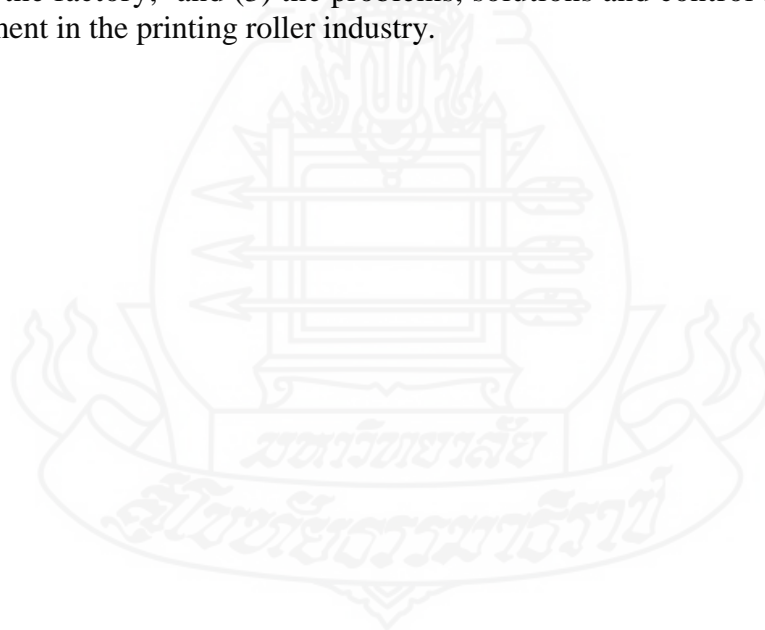 the factory, and (3) the problems, solutions and control
ment in the printing roller industry.
มหาวิทยาลัย
สุโขทัยธรรมาธิราช